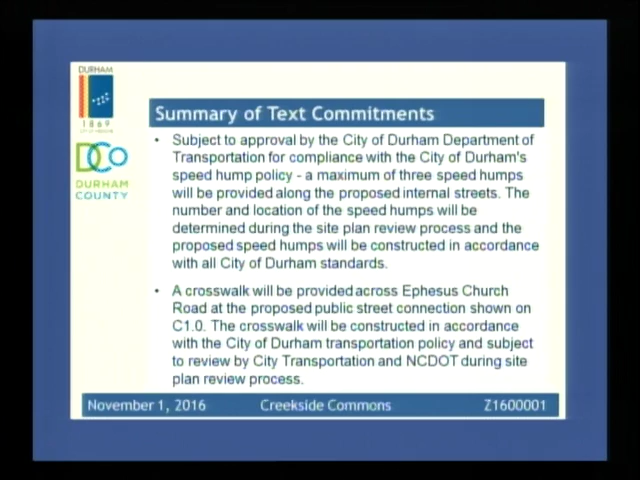 DURHAM
1869
CITY OF MEDICINE
DCo
DURHAM
COUNTY
Summary of Text Commitments
• Subject to approval by the City of Durham Department of
Transportation for compliance with the City of Durham's
speed hump policy - a maximum of three speed humps
will be provided along the proposed internal streets. The
number and location of the speed humps will be
determined during the site plan review process and the
proposed speed humps will be constructed in accordance
with all City of Durham standards.
• A crosswalk will be provided across Ephesus Church
Road at the proposed public street connection shown on
C1.0. The crosswalk will be constructed in accordance
with the City of Durham transportation policy and subject
to review by City Transportation and NCDOT during site
plan review process.
November 1, 2016 Creekside Commons Z1600001